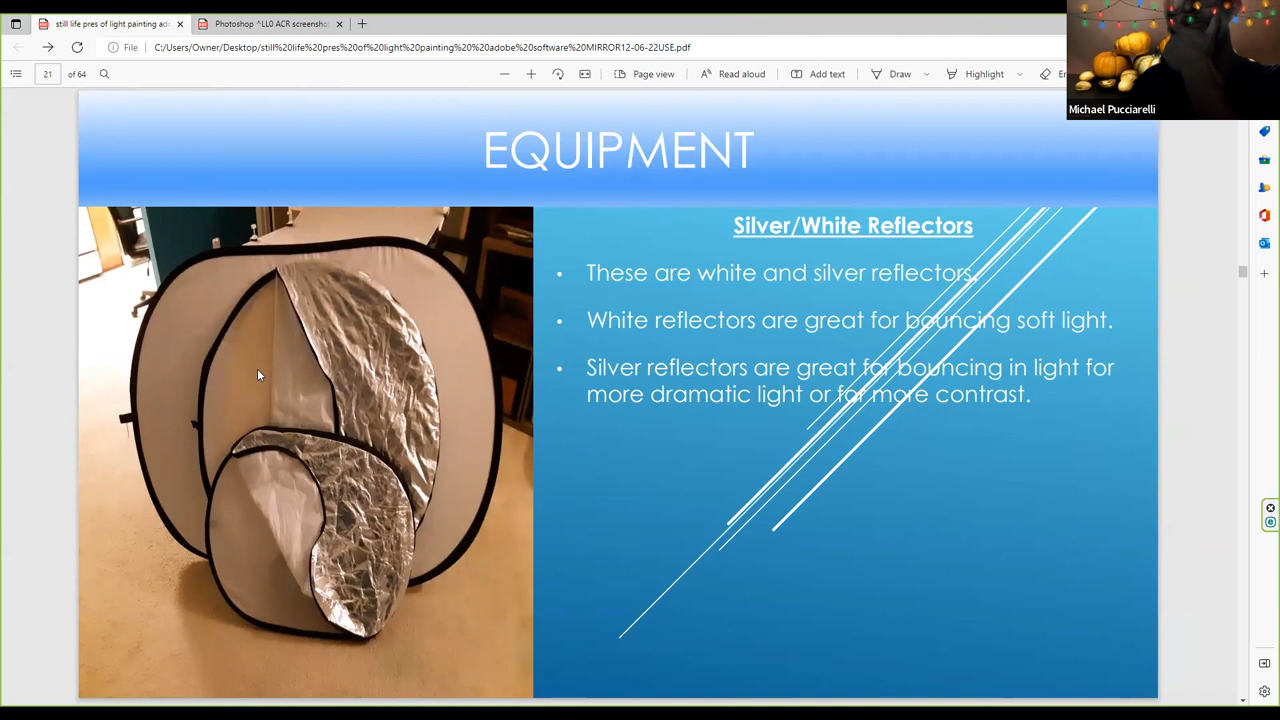 still life pres of light painting ado
Photoshop ^LL0 ACR screenshot
File
C:/Users/Owner/Desktop/still%20life%20pres%20of%20light%20painting%20%20adobe%20software%20MIRROR12-06-22USE.pdf
21 of 64
Page view
Read aloud
Add text
Draw
Highlight
Michael Pucciarelli
EQUIPMENT
Silver/White Reflectors
• These are white and silver reflectors.
• White reflectors are great for bouncing soft light.
• Silver reflectors are great for bouncing in light for
more dramatic light or for more contrast.